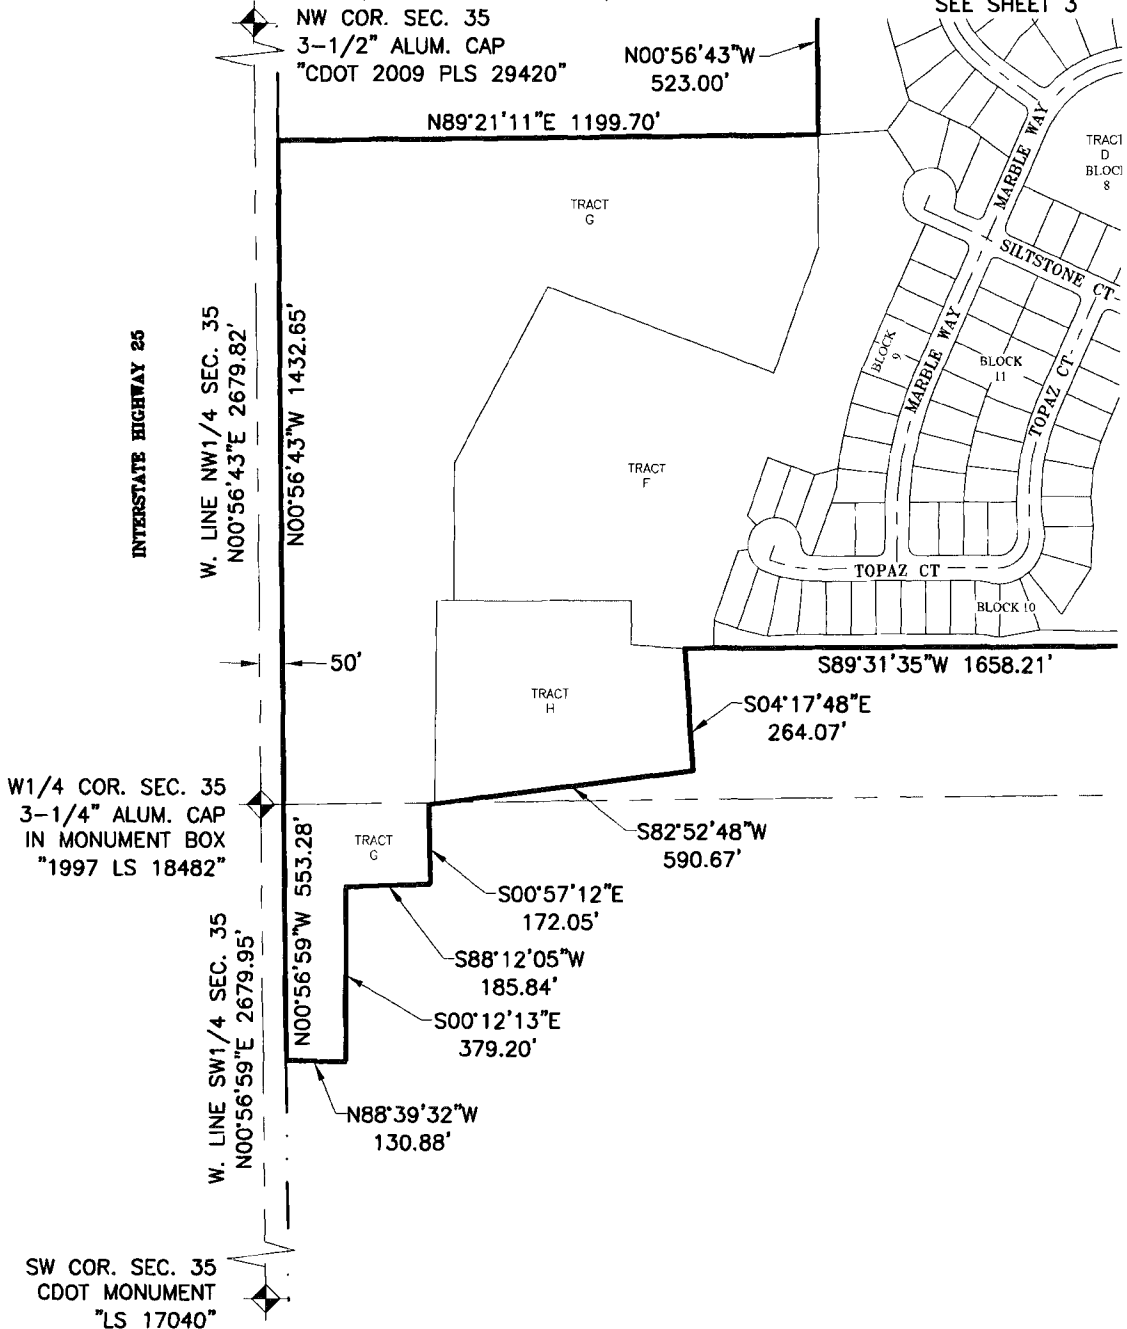 SEE SHEET 3
NW COR. SEC. 35
3-1/2" ALUM. CAP
"CDOT 2009 PLS 29420"
N00°56'43"W
523.00'
N89°21'11"E 1199.70'
MARBLE WAY
TRACT
D
BLOCK
8
TRACT
G
SILTSTONE CT
INTERSTATE HIGHWAY 25
W. LINE NW1/4 SEC. 35
N00°56'43"E 2679.82'
N00°56'43"W 1432.65'
BLOCK
9
MARBLE WAY
BLOCK
11
TOPAZ CT
TRACT
F
TOPAZ CT
BLOCK 10
50'
S89°31'35"W 1658.21'
TRACT
H
S04°17'48"E
264.07'
W1/4 COR. SEC. 35
3-1/4" ALUM. CAP
IN MONUMENT BOX
"1997 LS 18482"
S82°52'48"W
590.67'
TRACT
G
N00°56'59"W 553.28'
S00°57'12"E
172.05'
S88°12'05"W
185.84'
W. LINE SW1/4 SEC. 35
N00°56'59"E 2679.95'
S00°12'13"E
379.20'
N88°39'32"W
130.88'
SW COR. SEC. 35
CDOT MONUMENT
"LS 17040"